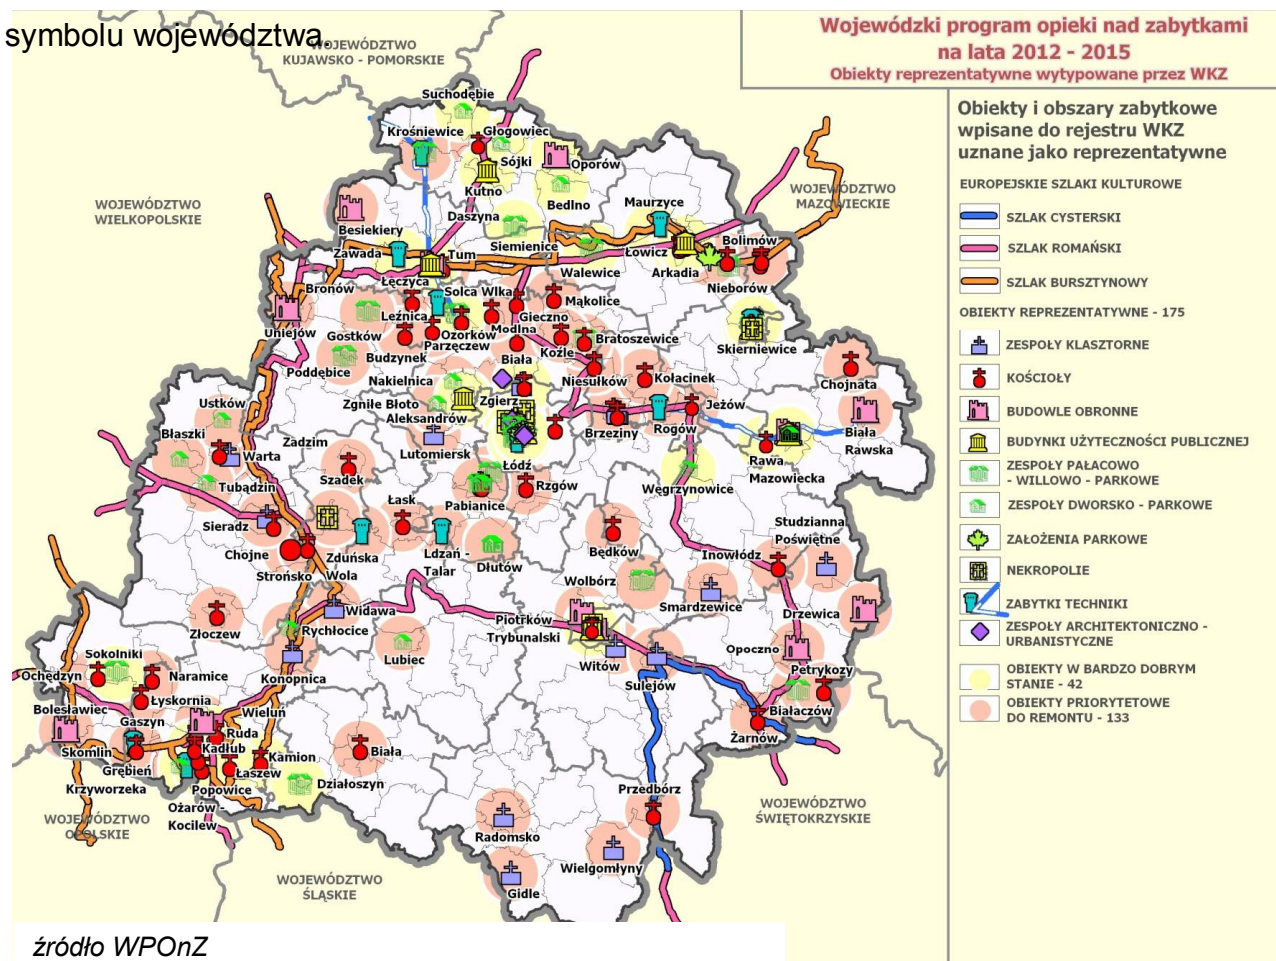 symbolu województwa.
Wojewódzki program opieki nad zabytkami
na lata 2012 - 2015
Obiekty reprezentatywne wytypowane przez WKZ
Obiekty i obszary zabytkowe
wpisane do rejestru WKZ
uznane jako reprezentatywne
EUROPEJSKIE SZLAKI KULTUROWE
SZLAK CYSTERSKI
SZLAK ROMAŃSKI
SZLAK BURSZTYNOWY
OBIEKTY REPREZENTATYWNE - 175
ZESPOŁY KLASZTORNE
KOŚCIOŁY
BUDOWLE OBRONNE
BUDYNKI UŻYTECZNOŚCI PUBLICZNEJ
ZESPOŁY PAŁACOWO
- WILLOWO - PARKOWE
ZESPOŁY DWORSKO - PARKOWE
ZAŁOŻENIA PARKOWE
NEKROPOLIE
ZABYTKI TECHNIKI
ZESPOŁY ARCHITEKTONICZNO -
URBANISTYCZNE
OBIEKTY W BARDZO DOBRYM
STANIE - 42
OBIEKTY PRIORYTETOWE
DO REMONTU - 133
WOJEWÓDZTWO
KUJAWSKO - POMORSKIE
WOJEWÓDZTWO
WIELKOPOLSKIE
WOJEWÓDZTWO
MAZOWIECKIE
WOJEWÓDZTWO
OPOLSKIE
WOJEWÓDZTWO
ŚLĄSKIE
WOJEWÓDZTWO
ŚWIĘTOKRZYSKIE
Suchodębie
Krośniewice
Głogowiec
Sójki
Oporów
Kutno
Bedlno
Maurzyce
Besiekiery
Daszyna
Siemienice
Zawada
Tum
Łowicz
Bolimów
Łęczyca
Walewice
Arkadia
Nieborów
Bronów
Solca Wlka
Mąkolice
Uniejów
Leźnica
Gieczno
Gostków
Ozorków
Modlna
Parzęczew
Koźle
Bratoszewice
Skierniewice
Budzynek
Biała
Poddębice
Nakielnica
Niesułków
Kołacinek
Chojnata
Zgniłe Błoto
Zgierz
Jeżów
Ustków
Aleksandrów
Brzeziny
Rogów
Biała
Rawska
Błaszki
Zadzim
Lutomiersk
Rawa
Mazowiecka
Warta
Łódź
Szadek
Tubądzin
Łask
Pabianice
Rzgów
Węgrzynowice
Sieradz
Studzianna
Poświętne
Chojne
Zduńska
Wola
Ldzań -
Talar
Dłutów
Będków
Inowłódz
Strońsko
Wolbórz
Smardzewice
Drzewica
Złoczew
Widawa
Rychłocice
Piotrków
Trybunalski
Opoczno
Sokolniki
Lubiec
Witów
Petrykozy
Ochędzyn
Naramice
Konopnica
Sulejów
Łyskornia
Bolesławiec
Gaszyn
Wieluń
Białaczów
Ruda
Żarnów
Skomlin
Kadłub
Biała
Kamion
Grębień
Łaszew
Krzyworzeka
Popowice
Działoszyn
Przedbórz
Ożarów -
Kocilew
Radomsko
Wielgomłyny
Gidle
źródło WPOnZ